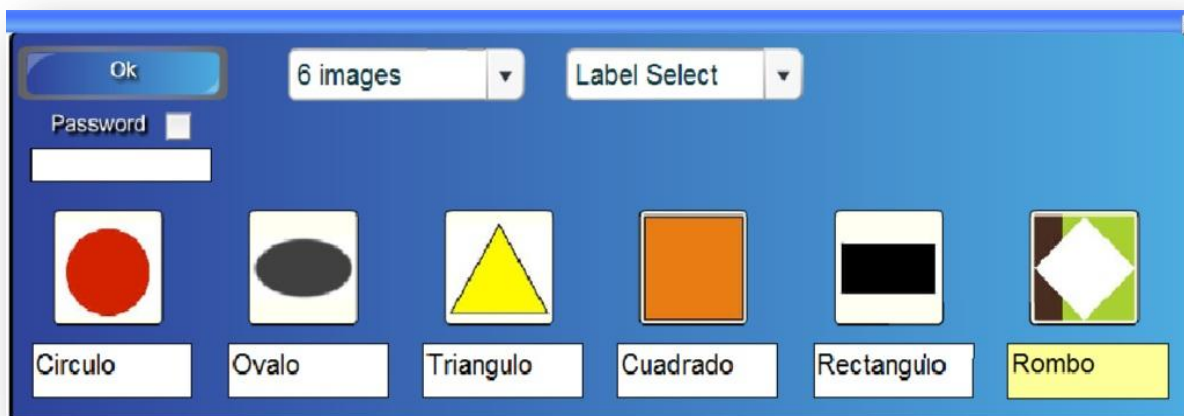 Ok
6 images
Label Select
Password
Circulo
Ovalo
Triangulo
Cuadrado
Rectangulo
Rombo